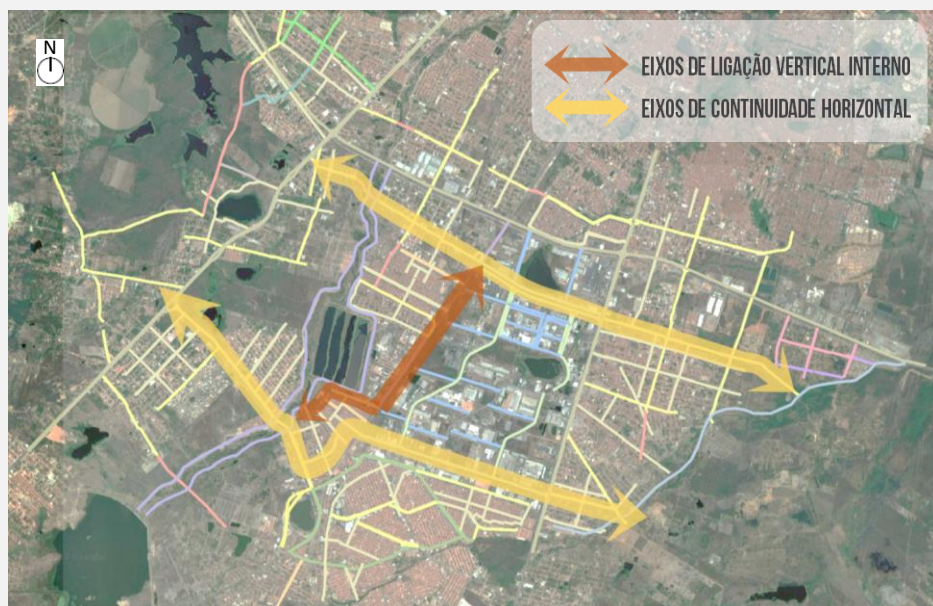 N
EIXOS DE LIGAÇÃO VERTICAL INTERNO
EIXOS DE CONTINUIDADE HORIZONTAL